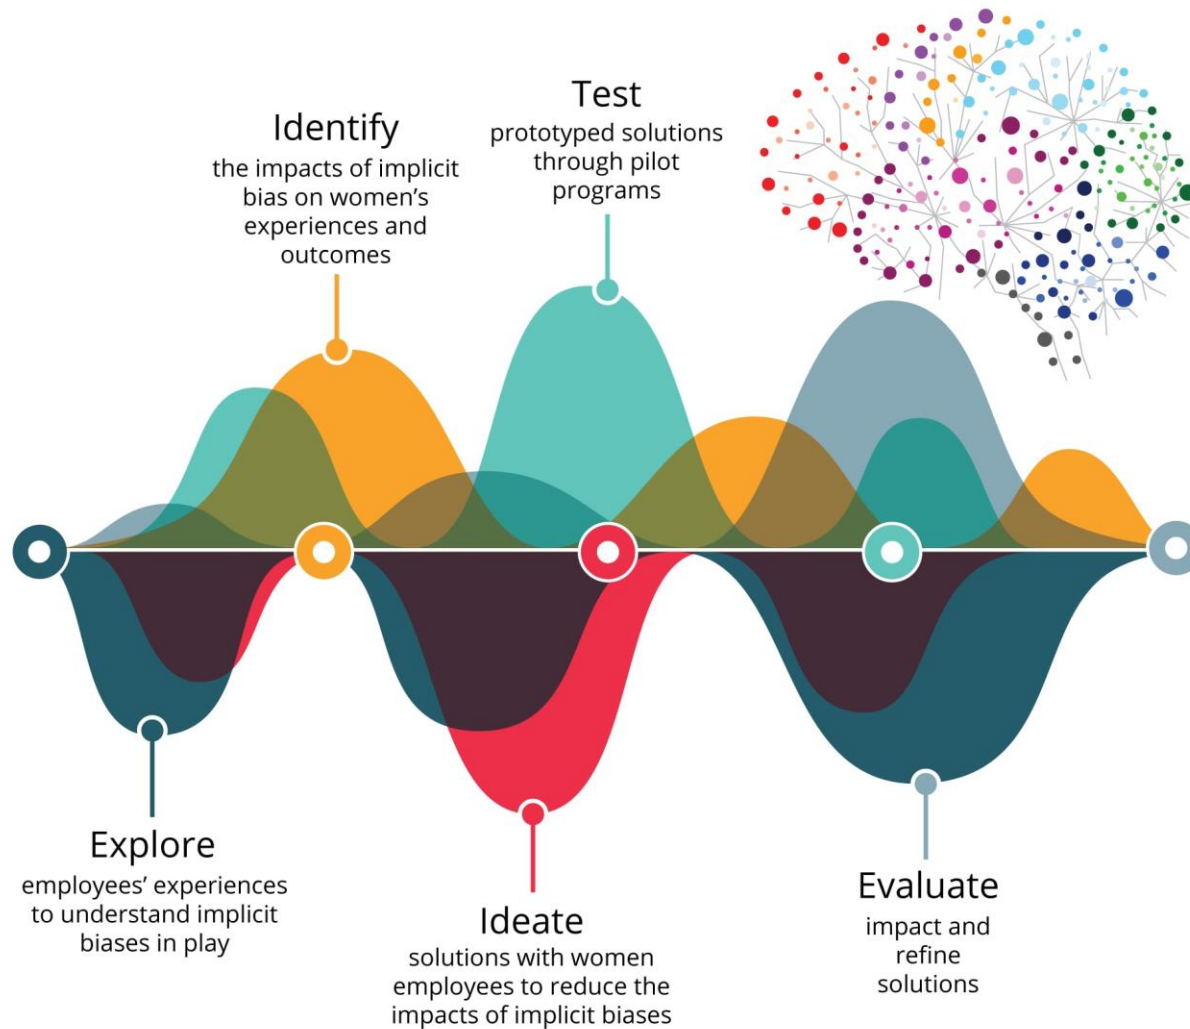 Identify
the impacts of implicit
bias on women’s
experiences and
outcomes
Test
prototyped solutions
through pilot
programs
Explore
employees’ experiences
to understand implicit
biases in play
Ideate
solutions with women
employees to reduce the
impacts of implicit biases
Evaluate
impact and
refine
solutions